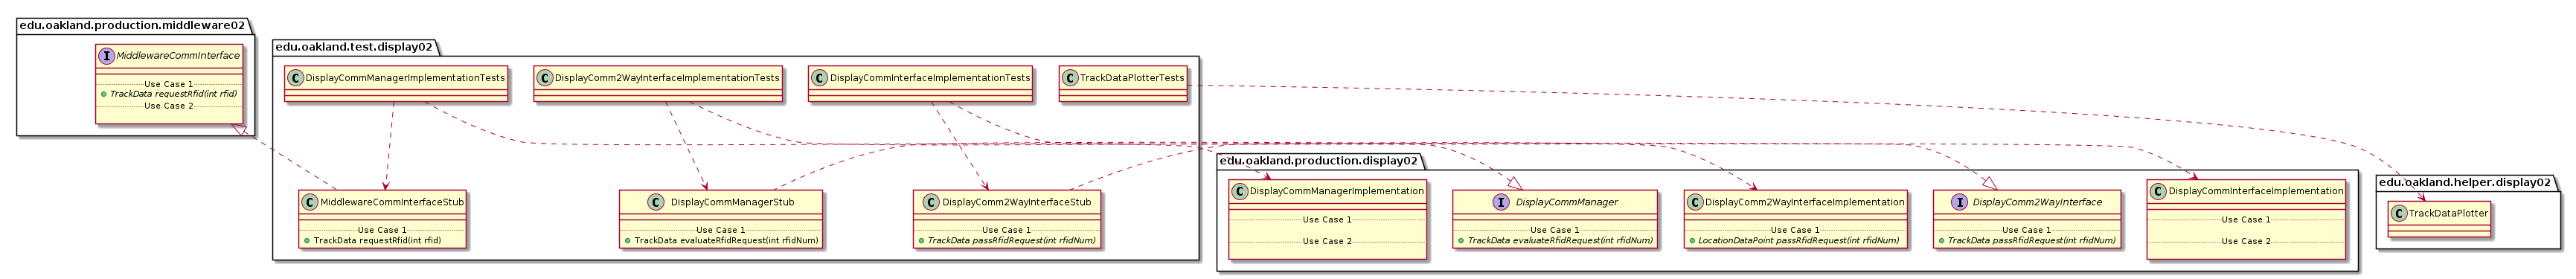 edu.oakland.production.middleware02
I MiddlewareCommInterface
Use Case 1
TrackData requestRfid(int rfid)
Use Case 2
edu.oakland.test.display02
C DisplayCommManagerImplementationTests
C DisplayComm2WayInterfaceImplementationTests
C DisplayCommInterfaceImplementationTests
C TrackDataPlotterTests
C MiddlewareCommInterfaceStub
Use Case 1
TrackData requestRfid(int rfid)
C DisplayCommManagerStub
Use Case 1
TrackData evaluateRfidRequest(int rfidNum)
C DisplayComm2WayInterfaceStub
Use Case 1
TrackData passRfidRequest(int rfidNum)
edu.oakland.production.display02
C DisplayCommManagerImplementation
Use Case 1
Use Case 2
I DisplayCommManager
Use Case 1
TrackData evaluateRfidRequest(int rfidNum)
C DisplayComm2WayInterfaceImplementation
Use Case 1
LocationDataPoint passRfidRequest(int rfidNum)
I DisplayComm2WayInterface
Use Case 1
TrackData passRfidRequest(int rfidNum)
C DisplayCommInterfaceImplementation
Use Case 1
Use Case 2
edu.oakland.helper.display02
C TrackDataPlotter